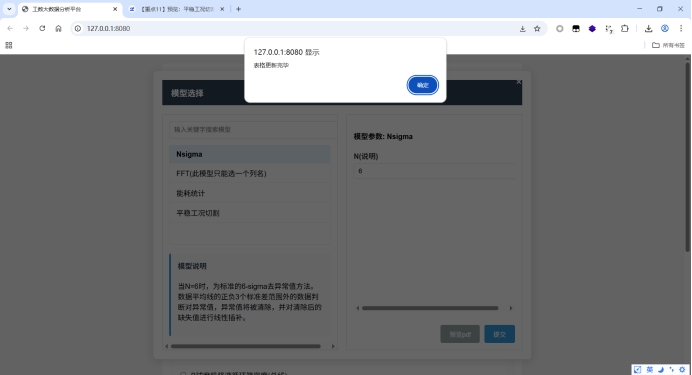 工数大数据分析平台
【重点11】预览：平稳工况切割
127.0.0.1:8080
所有书签
127.0.0.1:8080 显示
表格更新完毕
确定
模型选择
输入关键字搜索模型
Nsigma
FFT(此模型只能选一个列名)
能耗统计
平稳工况切割
模型说明
当N=6时，为标准的6-sigma去异常值方法。
数据平均线的正负3个标准差范围外的数据判
断对异常值，异常值将被清除，并对清除后的
缺失值进行线性插补。
模型参数: Nsigma
N(说明)
6
pdf
提交
英